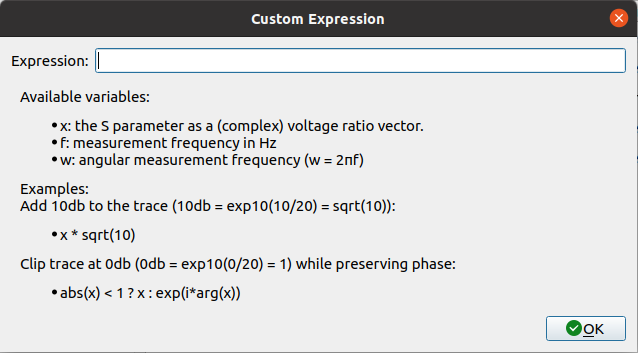 Custom Expression
Expression:
Available variables:
• x: the S parameter as a (complex) voltage ratio vector.
• f: measurement frequency in Hz
• w: angular measurement frequency (w = 2πf)
Examples:
Add 10db to the trace (10db = exp10(10/20) = sqrt(10)):
• x * sqrt(10)
Clip trace at 0db (0db = exp10(0/20) = 1) while preserving phase:
• abs(x) < 1 ? x : exp(i*arg(x))
OK